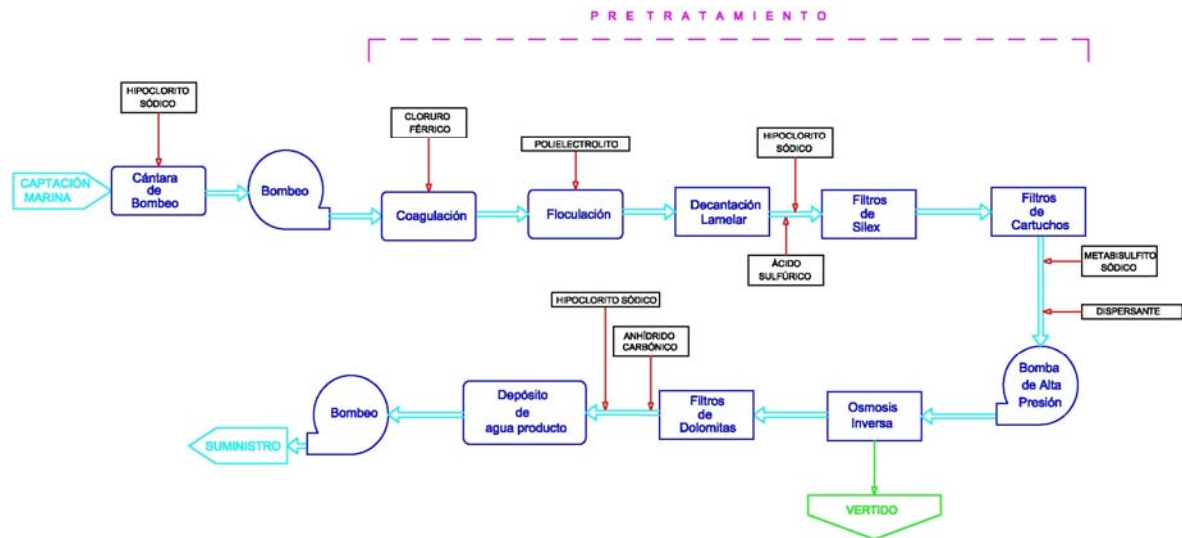 PRETRATAMIENTO
HIPOCLORITO
SÓDICO
CLORURO
FÉRRICO
POLIELECTROLITO
HIPOCLORITO
SÓDICO
CAPTACIÓN
MARINA
Cántara
de
Bombeo
Bombeo
Coagulación
Floculación
Decantación
Lamelar
Filtros
de
Silex
Filtros
de
Cartuchos
ÁCIDO
SULFÚRICO
METABISULFITO
SÓDICO
DISPERSANTE
HIPOCLORITO SÓDICO
ANHÍDRIDO
CARBÓNICO
Bomba
de Alta
Presión
Osmosis
Inversa
Filtros
de
Dolomitas
Depósito
de
agua producto
Bombeo
SUMINISTRO
VERTIDO